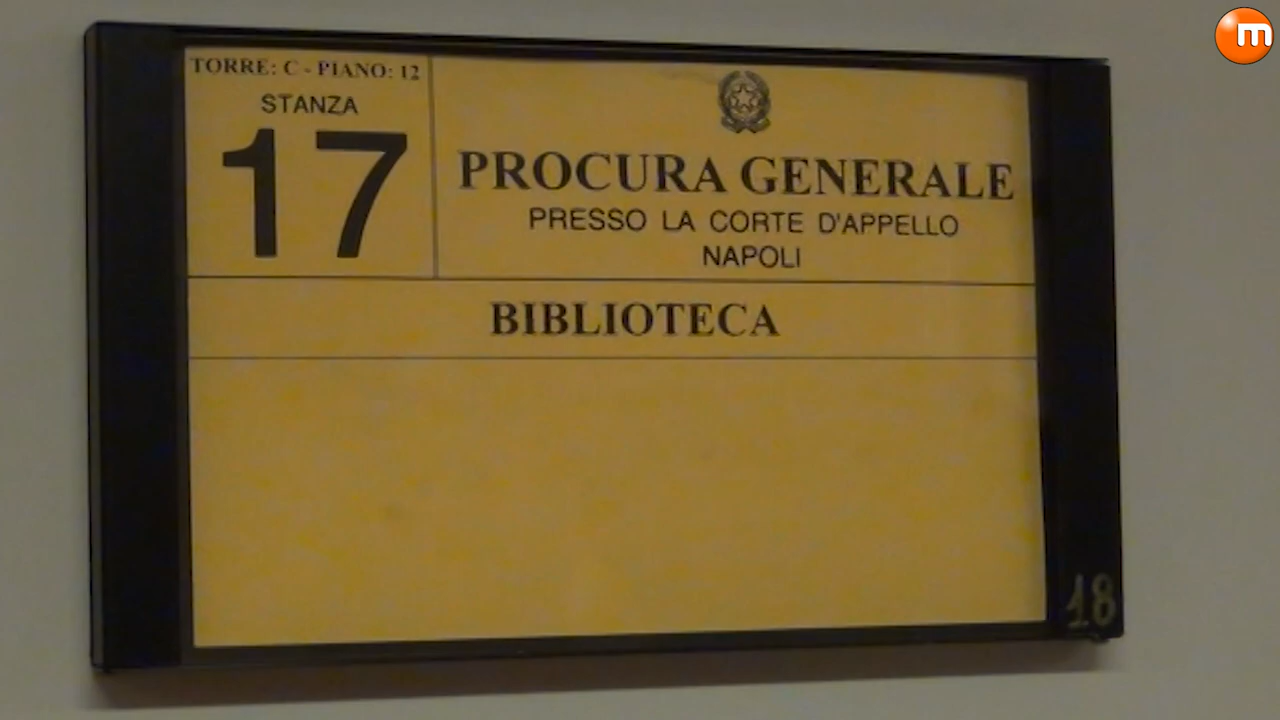 TORRE: C - PIANO: 12
STANZA
17
PROCURA GENERALE
PRESSO LA CORTE D'APPELLO
NAPOLI
BIBLIOTECA
18
m